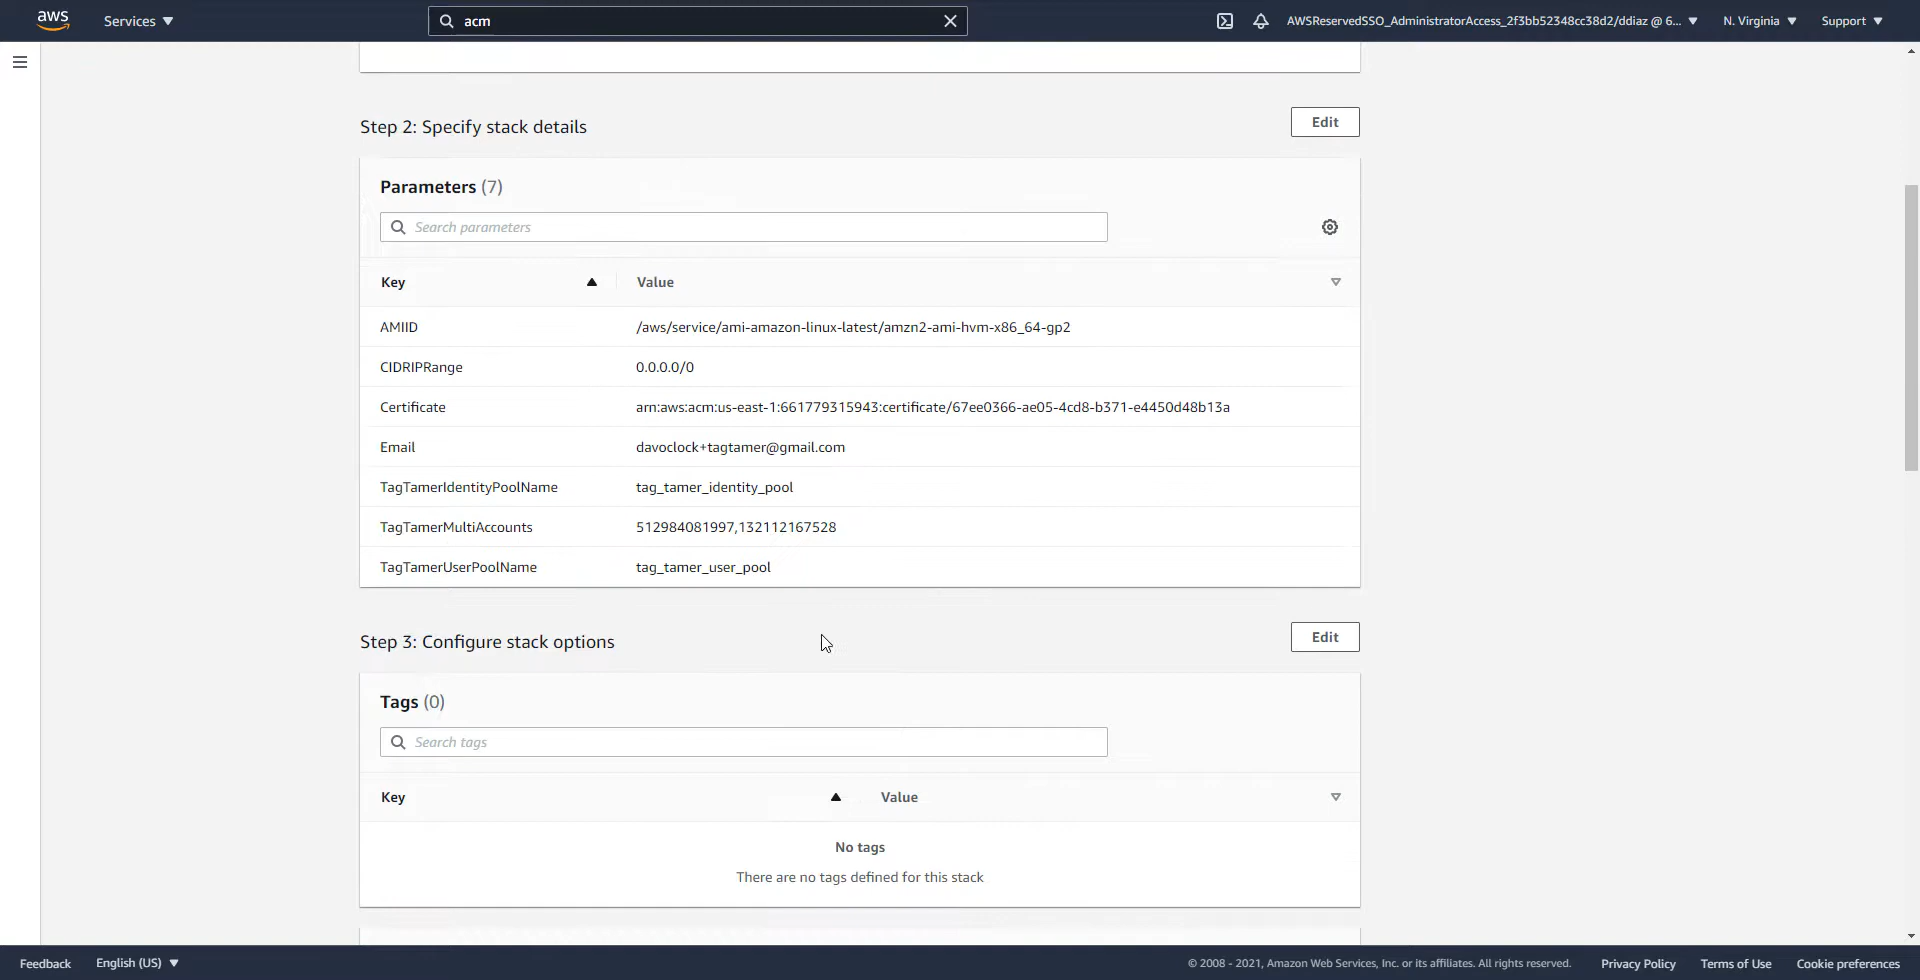 aws Services acm AWSReservedSSO_AdministratorAccess_2f3bb52348cc38d2/ddiaz @ 6... N. Virginia Support
Step 2: Specify stack details Edit
Parameters (7)
Search parameters
Key Value
AMIID /aws/service/ami-amazon-linux-latest/amzn2-ami-hvm-x86_64-gp2
CIDRIPRange 0.0.0.0/0
Certificate arn:aws:acm:us-east-1:661779315943:certificate/67ee0366-ae05-4cd8-b371-e4450d48b13a
Email davoclock+tagtamer@gmail.com
TagTamerIdentityPoolName tag_tamer_identity_pool
TagTamerMultiAccounts 512984081997,132112167528
TagTamerUserPoolName tag_tamer_user_pool
Step 3: Configure stack options Edit
Tags (0)
Search tags
Key Value
No tags
There are no tags defined for this stack
Feedback English (US) © 2008 - 2021, Amazon Web Services, Inc. or its affiliates. All rights reserved. Privacy Policy Terms of Use Cookie preferences